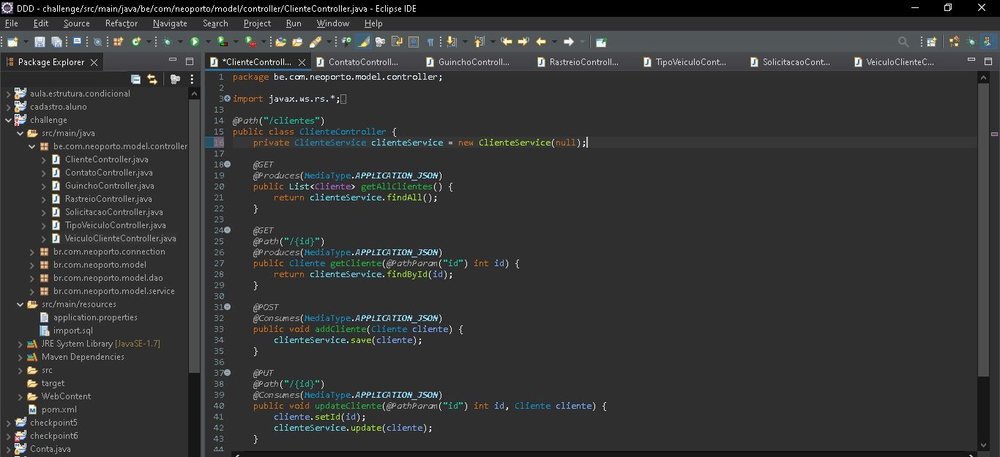 DDD - challenge/src/main/java/be/com/neoporto/model/controller/ClienteController.java - Eclipse IDE
File Edit Source Refactor Navigate Search Project Run Window Help
Package Explorer
aula.estrutura.condicional
cadastro.aluno
challenge
src/main/java
be.com.neoporto.model.controller
ClienteController.java
ContatoController.java
GuinchoController.java
RastreioController.java
SolicitacaoController.java
TipoVeiculoController.java
VeiculoClienteController.java
br.com.neoporto.connection
br.com.neoporto.model
br.com.neoporto.model.dao
br.com.neoporto.model.service
src/main/resources
application.properties
import.sql
JRE System Library [JavaSE-1.7]
Maven Dependencies
src
target
WebContent
pom.xml
checkpoint5
checkpoint6
Conta.java
*ClienteControll... ContatoControll... GuinchoControll... RastreioControll... TipoVeiculoCont... SolicitacaoCont... VeiculoClienteC...
1 package be.com.neoporto.model.controller;
2
3 import javax.ws.rs.*;
13
14 @Path("/clientes")
15 public class ClienteController {
16 private ClienteService clienteService = new ClienteService(null);
17
18 @GET
19 @Produces(MediaType.APPLICATION_JSON)
20 public List<Cliente> getAllClientes() {
21 return clienteService.findAll();
22 }
23
24 @GET
25 @Path("/{id}")
26 @Produces(MediaType.APPLICATION_JSON)
27 public Cliente getCliente(@PathParam("id") int id) {
28 return clienteService.findById(id);
29 }
30
31 @POST
32 @Consumes(MediaType.APPLICATION_JSON)
33 public void addCliente(Cliente cliente) {
34 clienteService.save(cliente);
35 }
36
37 @PUT
38 @Path("/{id}")
39 @Consumes(MediaType.APPLICATION_JSON)
40 public void updateCliente(@PathParam("id") int id, Cliente cliente) {
41 cliente.setId(id);
42 clienteService.update(cliente);
43 }
44